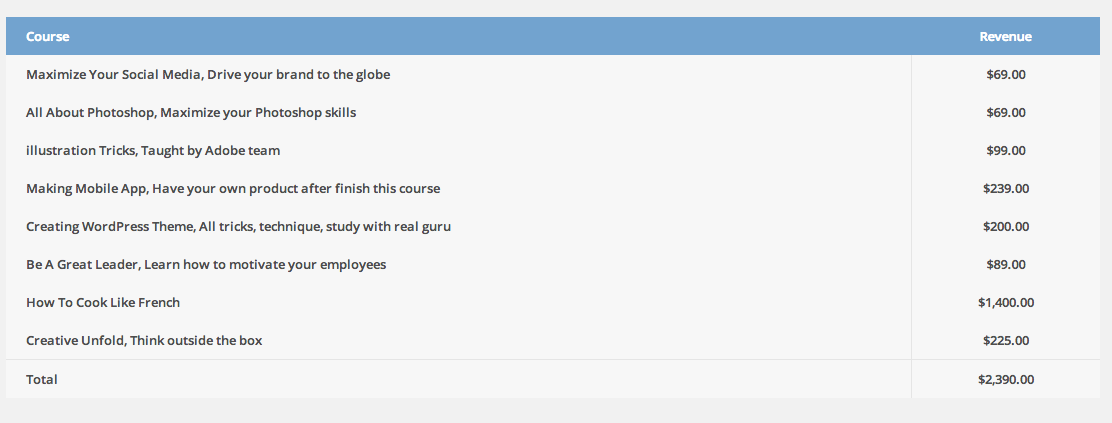 Course Revenue
Maximize Your Social Media, Drive your brand to the globe $69.00
All About Photoshop, Maximize your Photoshop skills $69.00
illustration Tricks, Taught by Adobe team $99.00
Making Mobile App, Have your own product after finish this course $239.00
Creating WordPress Theme, All tricks, technique, study with real guru $200.00
Be A Great Leader, Learn how to motivate your employees $89.00
How To Cook Like French $1,400.00
Creative Unfold, Think outside the box $225.00
Total $2,390.00